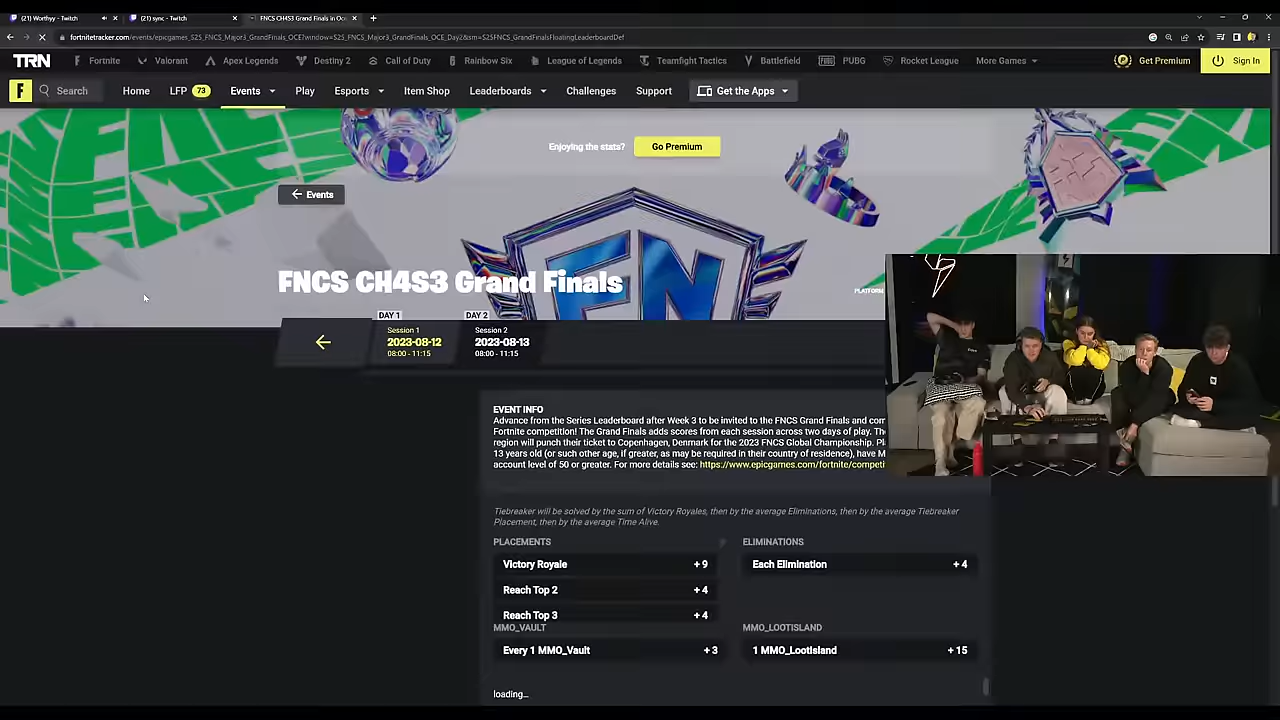 (21) Worthyy - Twitch
(21) sync - Twitch
FNCS CH4S3 Grand Finals in Oce
fortnitetracker.com/events/epicgames_S25_FNCS_Major3_GrandFinals_OCE?window=S25_FNCS_Major3_GrandFinals_OCE_Day2&sm=S25FNCS_GrandFinalsFloatingLeaderboardDef
TRN
Fortnite
Valorant
Apex Legends
Destiny 2
Call of Duty
Rainbow Six
League of Legends
Teamfight Tactics
Battlefield
PUBG
Rocket League
More Games
Get Premium
Sign In
F
Search
Home
LFP 73
Events
Play
Esports
Item Shop
Leaderboards
Challenges
Support
Get the Apps
Enjoying the stats?
Go Premium
Events
FN
FNCS CH4S3 Grand Finals
PLATFORM
DAY 1
Session 1
2023-08-12
08:00 - 11:15
DAY 2
Session 2
2023-08-13
08:00 - 11:15
EVENT INFO
Advance from the Series Leaderboard after Week 3 to be invited to the FNCS Grand Finals and com
Fortnite competition! The Grand Finals adds scores from each session across two days of play. The
region will punch their ticket to Copenhagen, Denmark for the 2023 FNCS Global Championship. Pl
13 years old (or such other age, if greater, as may be required in their country of residence), have M
account level of 50 or greater. For more details see: https://www.epicgames.com/fortnite/competi
Tiebreaker will be solved by the sum of Victory Royales, then by the average Eliminations, then by the average Tiebreaker
Placement, then by the average Time Alive.
PLACEMENTS
Victory Royale + 9
Reach Top 2 + 4
Reach Top 3 + 4
ELIMINATIONS
Each Elimination + 4
MMO_VAULT
Every 1 MMO_Vault + 3
MMO_LOOTISLAND
1 MMO_LootIsland + 15
loading...